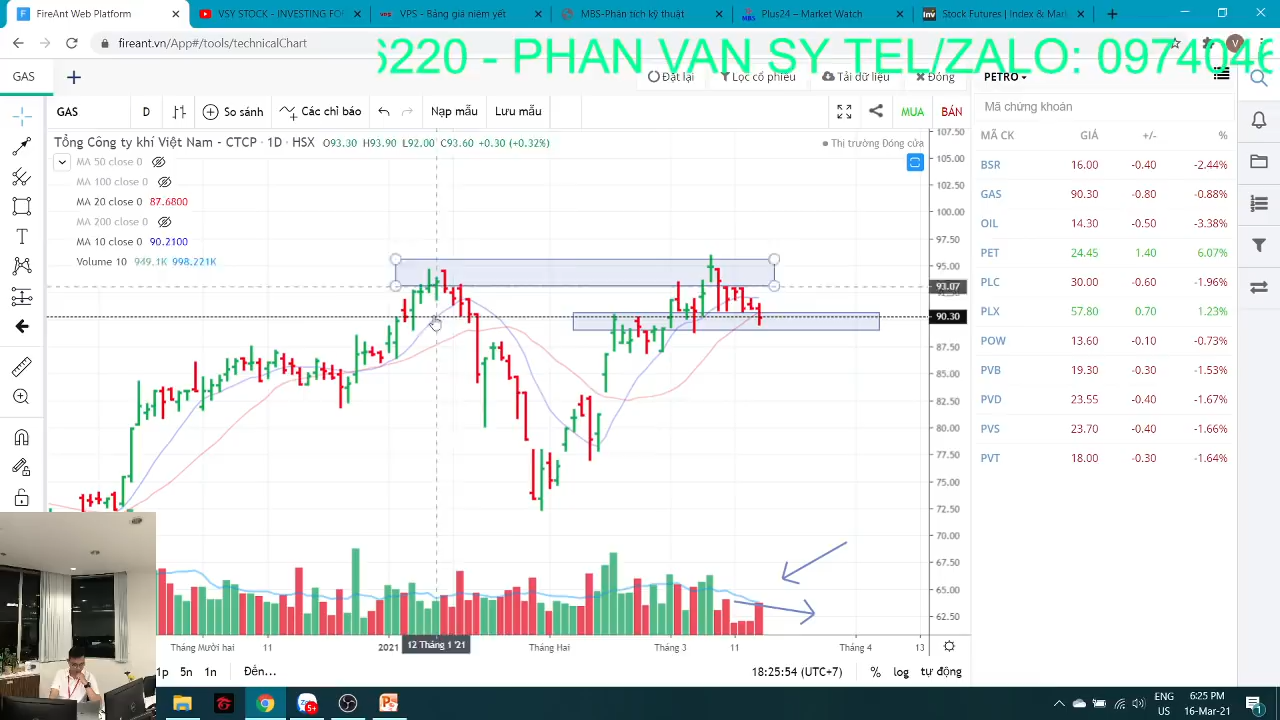 FireAnt Web Platform
VSY STOCK - INVESTING FO
VPS - Bảng giá niêm yết
MBS-Phân tích kỹ thuật
Plus24 – Market Watch
Stock Futures | Index & Mar
fireant.vn/App#/tools/technicalChart
6220 - PHAN VAN SY TEL/ZALO: 0974046
GAS
Đặt lại
Lọc cổ phiếu
Tải dữ liệu
Đóng
PETRO
GAS
D
So sánh
Các chỉ báo
Nạp mẫu
Lưu mẫu
MUA
BÁN
Mã chứng khoán
Tổng Công ty khí Việt Nam - CTCP · 1D · HSX O93.30 H93.90 L92.00 C93.60 +0.30 (+0.32%)
Thị trường Đóng cửa
MA 50 close 0
MA 100 close 0
MA 20 close 0 87.6800
MA 200 close 0
MA 10 close 0 90.2100
Volume 10 949.1K 998.221K
107.50
105.00
102.50
100.00
97.50
95.00
93.07
90.30
87.50
85.00
82.50
80.00
77.50
75.00
72.50
70.00
67.50
65.00
62.50
MÃ CK GIÁ +/- %
BSR 16.00 -0.40 -2.44%
GAS 90.30 -0.80 -0.88%
OIL 14.30 -0.50 -3.38%
PET 24.45 1.40 6.07%
PLC 30.00 -0.60 -1.96%
PLX 57.80 0.70 1.23%
POW 13.60 -0.10 -0.73%
PVB 19.30 -0.30 -1.53%
PVD 23.55 -0.40 -1.67%
PVS 23.70 -0.40 -1.66%
PVT 18.00 -0.30 -1.64%
Tháng Mười hai
11
2021
12 Tháng 1 '21
Tháng Hai
Tháng 3
11
Tháng 4
13
1p 5n 1n Đến...
18:25:54 (UTC+7)
% log tự động
ENG
US
6:25 PM
16-Mar-21